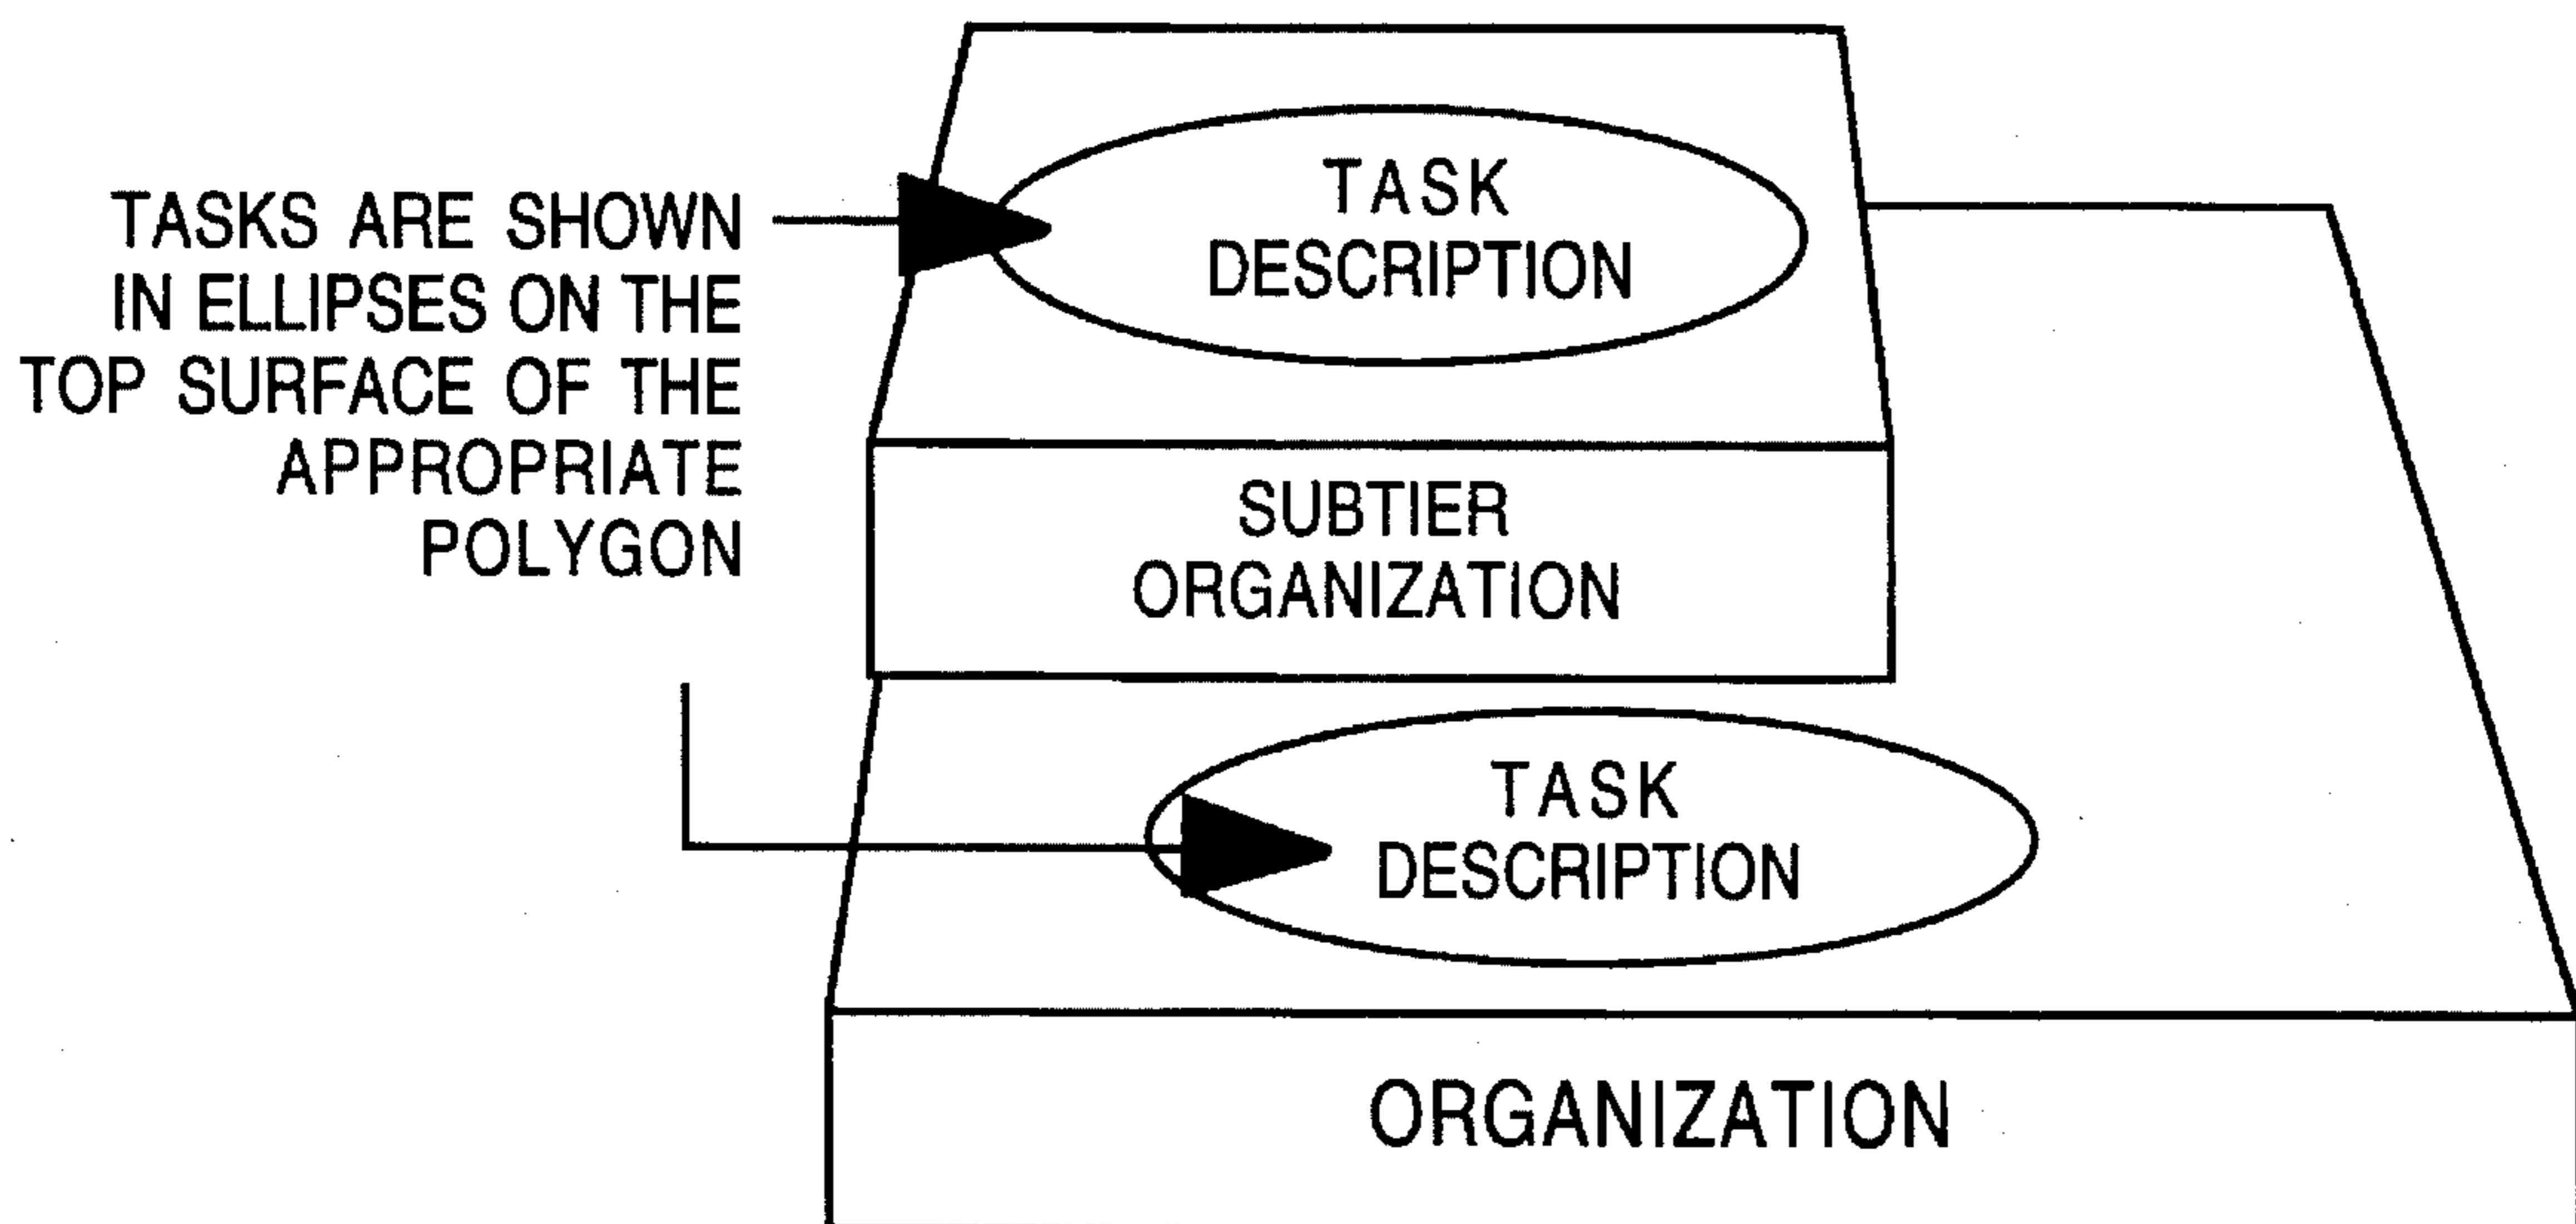 TASKS ARE SHOWN
IN ELLIPSES ON THE
TOP SURFACE OF THE
APPROPRIATE
POLYGON
TASK
DESCRIPTION
SUBTIER
ORGANIZATION
TASK
DESCRIPTION
ORGANIZATION